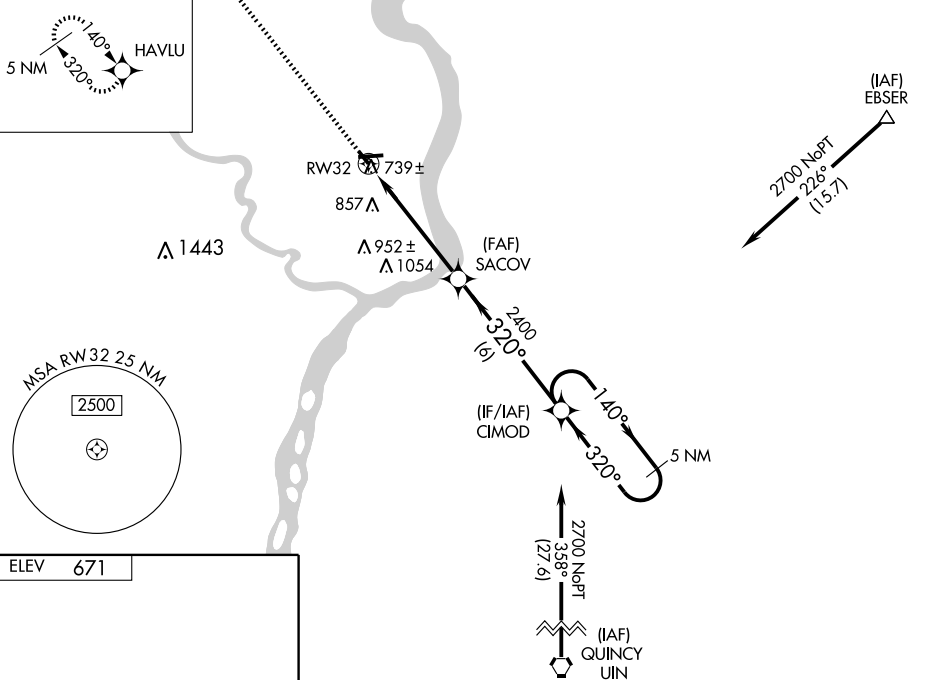 140°
HAVLU
5 NM
320°
(IAF)
EBSER
2700 NoPT
226°
(15.7)
RW32
739±
857
952±
1054
1443
(FAF)
SACOV
2400
320°
(6)
MSA RW32 25 NM
2500
(IF/IAF)
CIMOD
140°
320°
5 NM
2700 NoPT
358°
(27.6)
ELEV 671
(IAF)
QUINCY
UIN